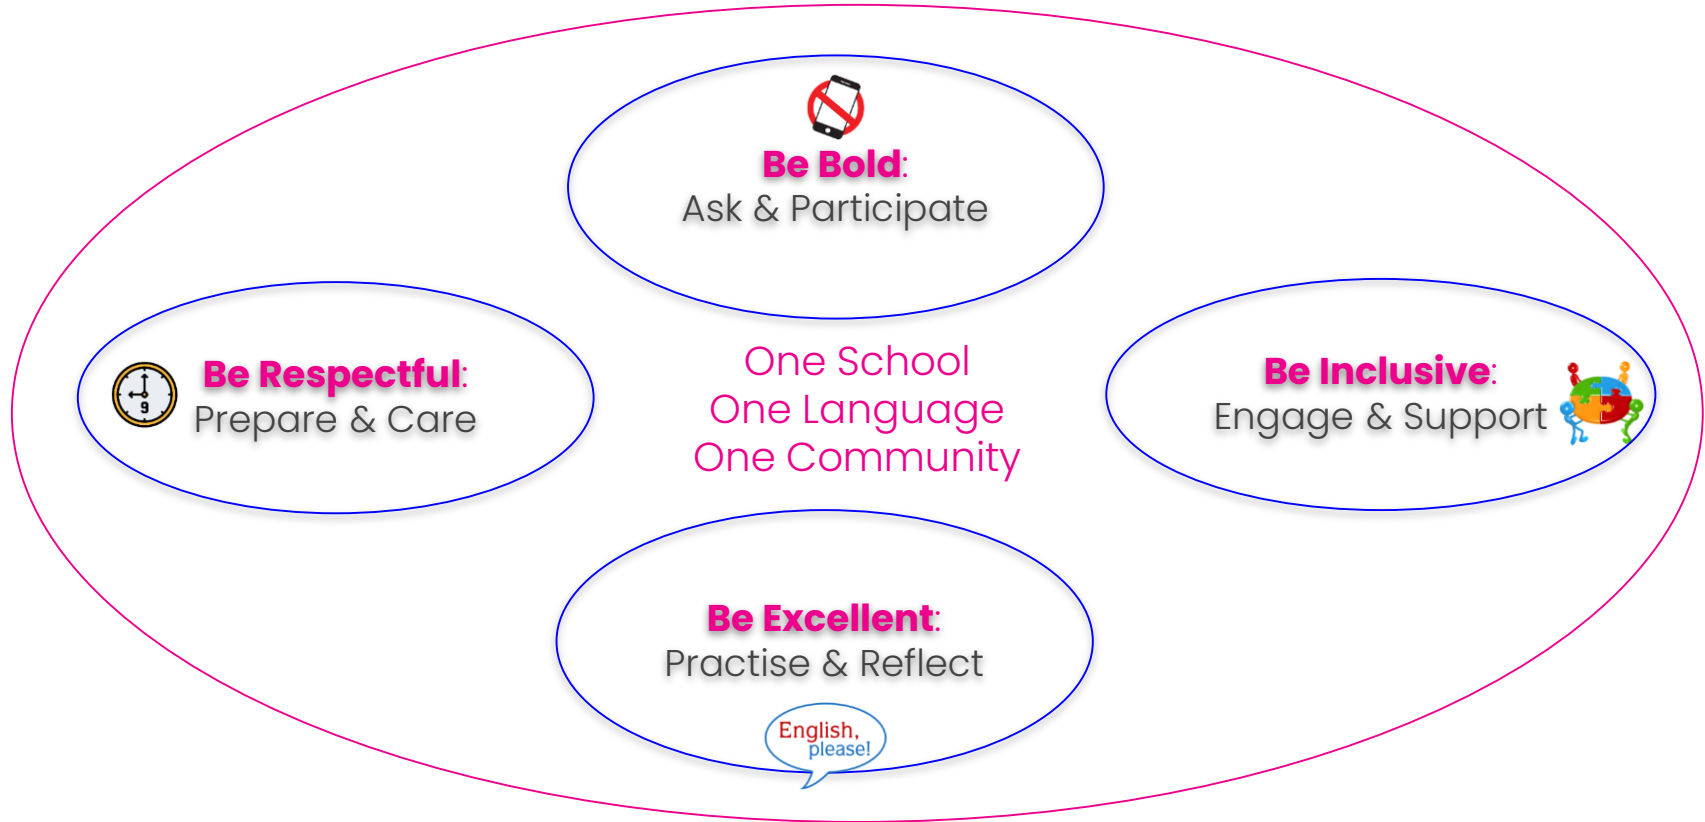 Be Bold:
Ask & Participate
Be Respectful:
Prepare & Care
9
One School
One Language
One Community
Be Inclusive:
Engage & Support
Be Excellent:
Practise & Reflect
English,
please!